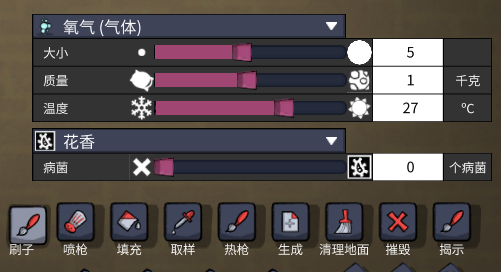 氧气 (气体)
大小 5
质量 1 千克
温度 27 ºC
花香
病菌 0 个病菌
刷子 喷枪 填充 取样 热枪 生成 清理地面 摧毁 揭示